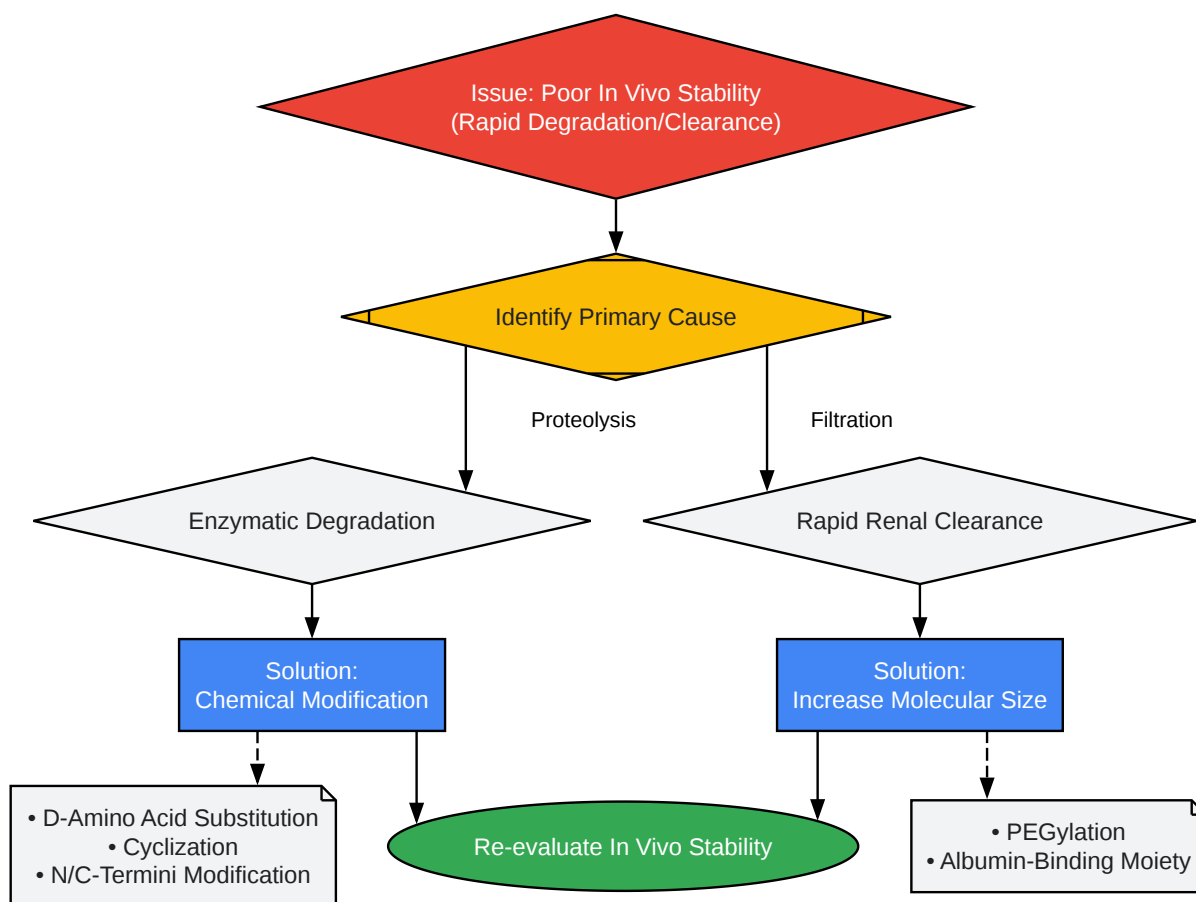 Issue: Poor In Vivo Stability
(Rapid Degradation/Clearance)
Identify Primary Cause
Proteolysis
Filtration
Enzymatic Degradation
Rapid Renal Clearance
Solution:
Chemical Modification
Solution:
Increase Molecular Size
• D-Amino Acid Substitution
• Cyclization
• N/C-Termini Modification
Re-evaluate In Vivo Stability
• PEGylation
• Albumin-Binding Moiety